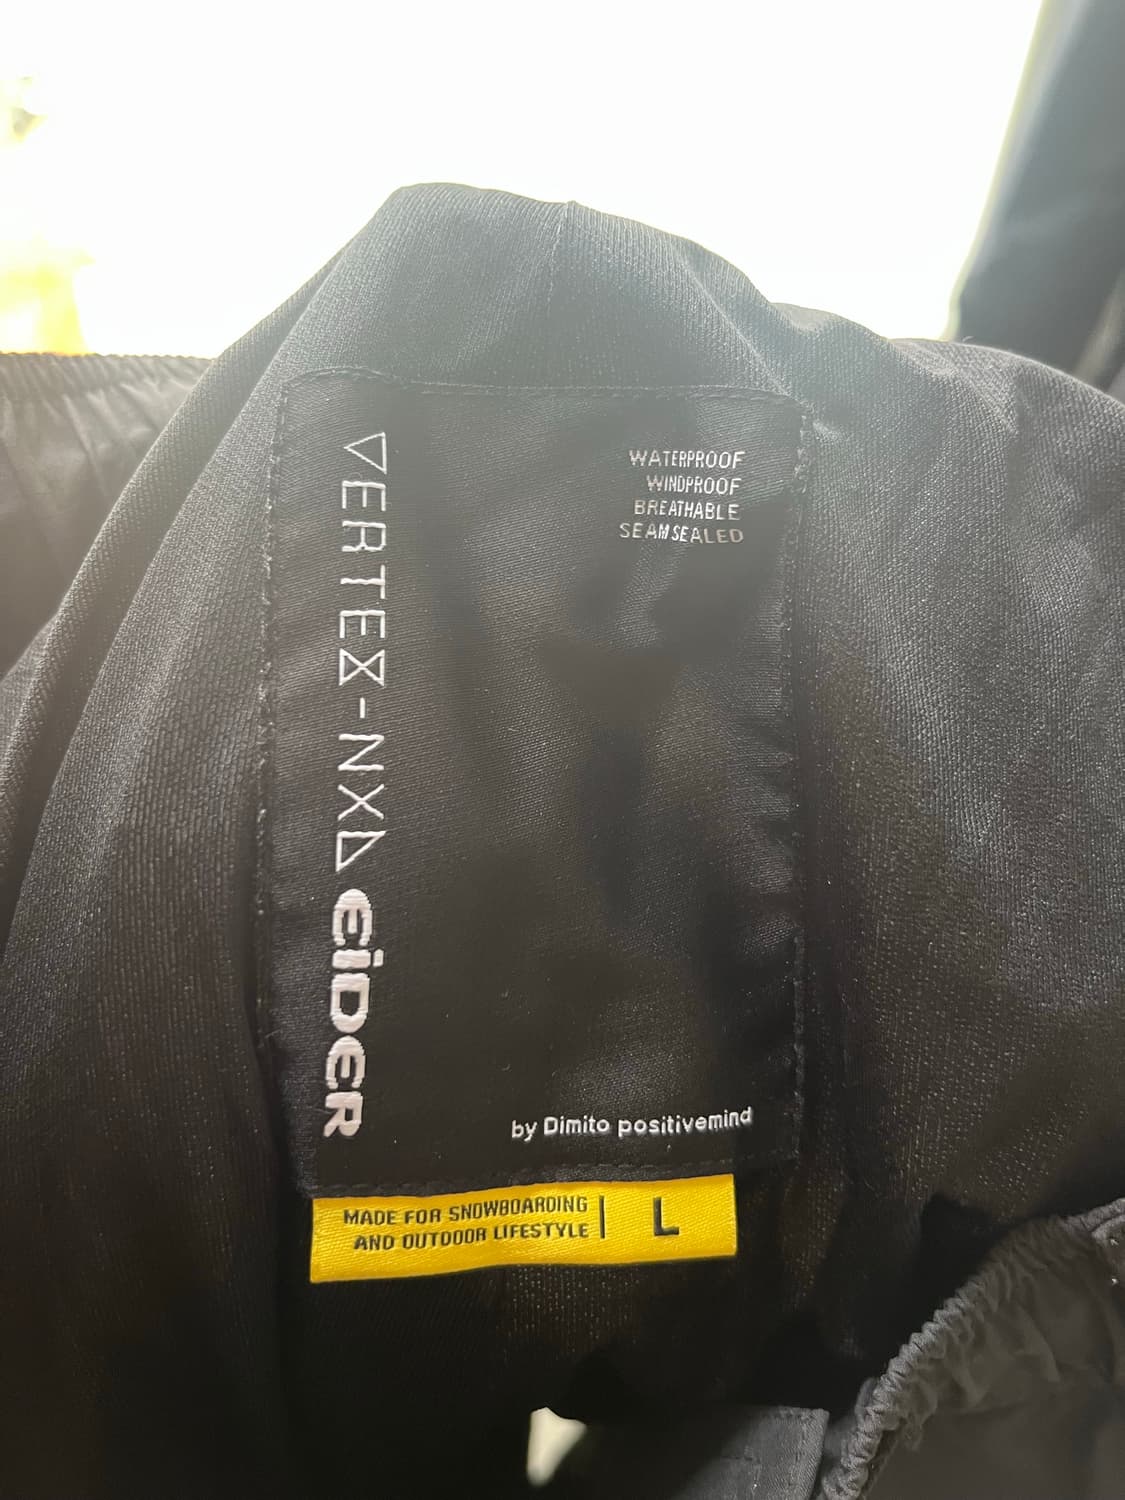 VERTEX-NXD EiDER
WATERPROOF
WINDPROOF
BREATHABLE
SEAMSEALED
by Dimito positivemind
MADE FOR SNOWBOARDING
AND OUTDOOR LIFESTYLE
L